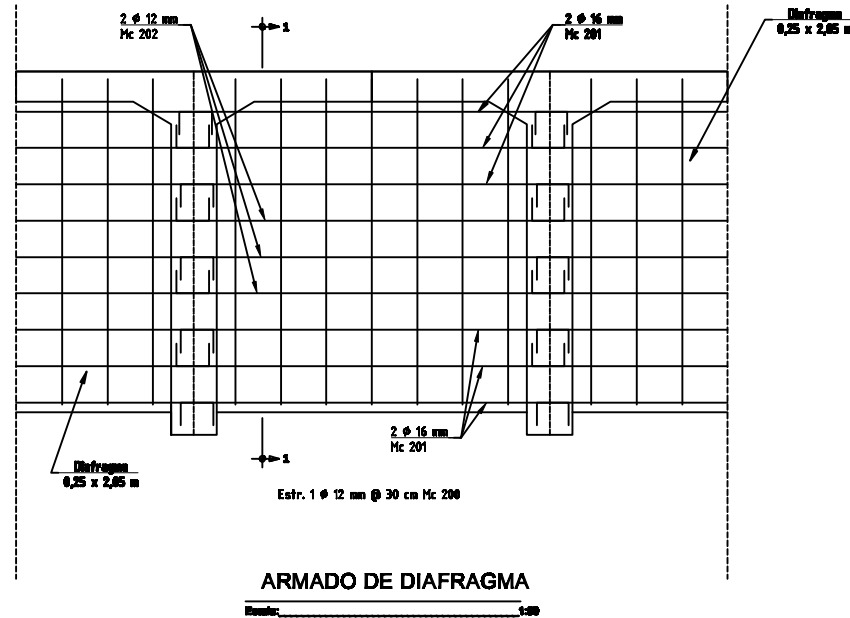 2 ϕ 12 mm
Mc 202
1
2 ϕ 16 mm
Mc 201
Diafragma
0,25 x 2,05 m
2 ϕ 16 mm
Mc 201
1
Diafragma
0,25 x 2,05 m
Estr. 1 ϕ 12 mm @ 30 cm Mc 200
ARMADO DE DIAFRAGMA
Escala: